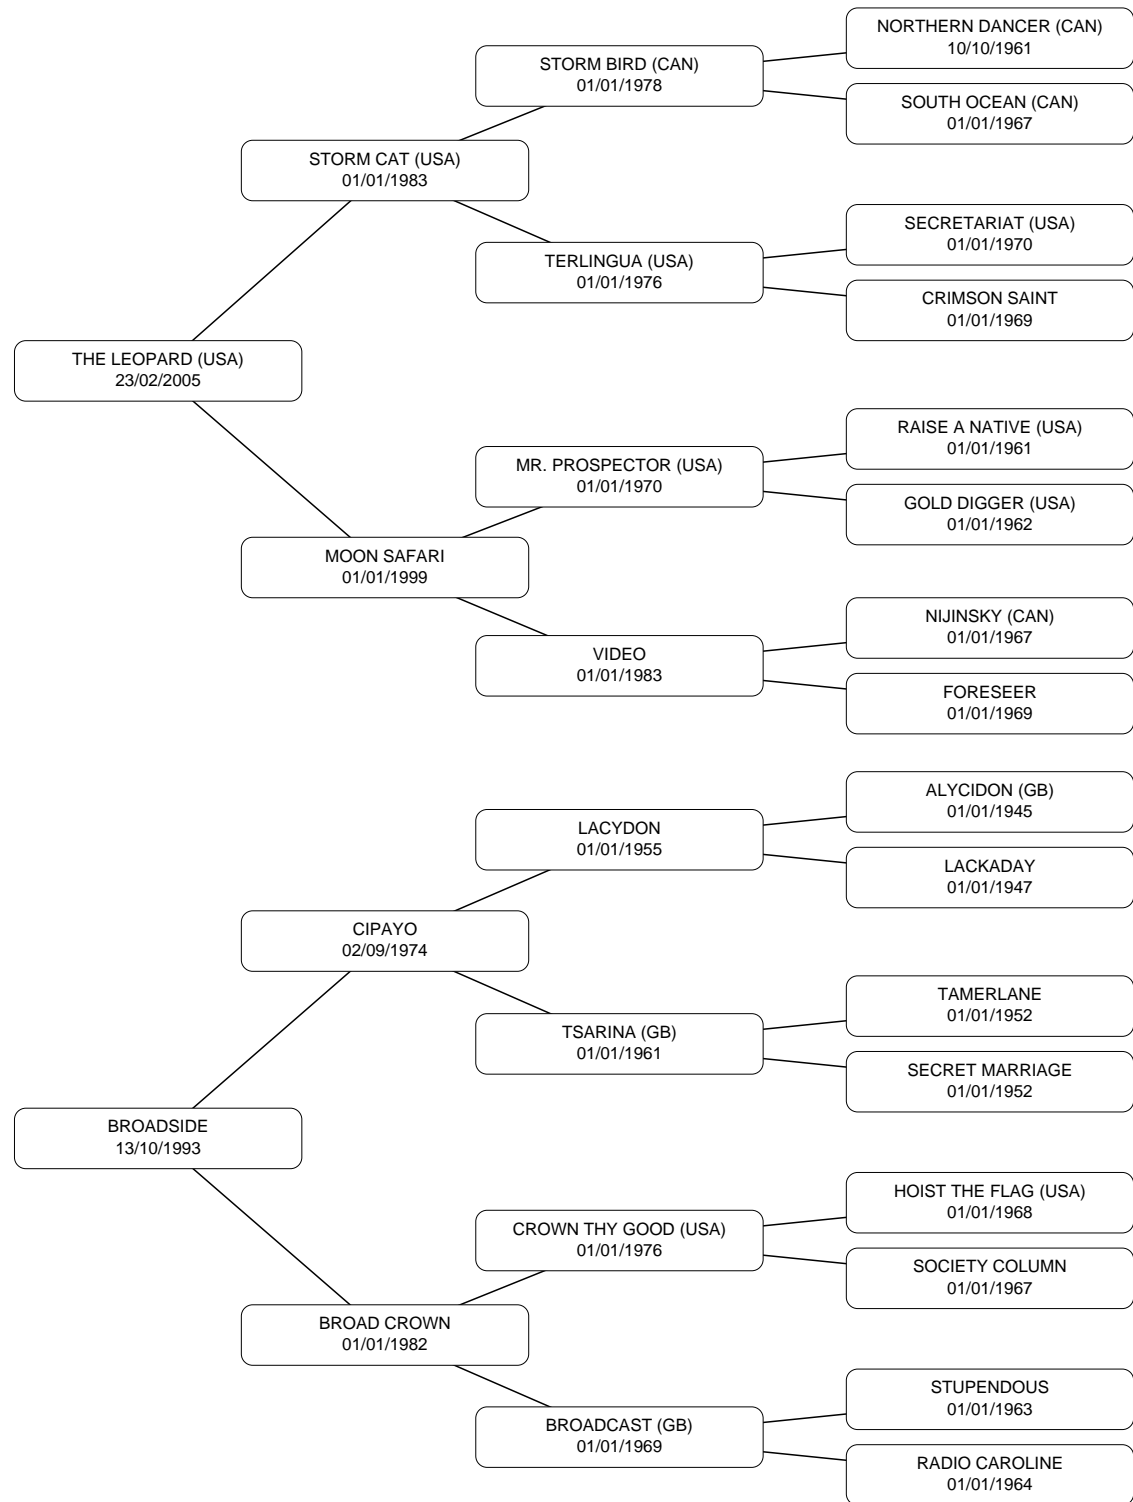 NORTHERN DANCER (CAN)
10/10/1961
STORM BIRD (CAN)
01/01/1978
SOUTH OCEAN (CAN)
01/01/1967
STORM CAT (USA)
01/01/1983
SECRETARIAT (USA)
01/01/1970
TERLINGUA (USA)
01/01/1976
CRIMSON SAINT
01/01/1969
THE LEOPARD (USA)
23/02/2005
RAISE A NATIVE (USA)
01/01/1961
MR. PROSPECTOR (USA)
01/01/1970
GOLD DIGGER (USA)
01/01/1962
MOON SAFARI
01/01/1999
NIJINSKY (CAN)
01/01/1967
VIDEO
01/01/1983
FORESEER
01/01/1969
ALYCIDON (GB)
01/01/1945
LACYDON
01/01/1955
LACKADAY
01/01/1947
CIPAYO
02/09/1974
TAMERLANE
01/01/1952
TSARINA (GB)
01/01/1961
SECRET MARRIAGE
01/01/1952
BROADSIDE
13/10/1993
HOIST THE FLAG (USA)
01/01/1968
CROWN THY GOOD (USA)
01/01/1976
SOCIETY COLUMN
01/01/1967
BROAD CROWN
01/01/1982
STUPENDOUS
01/01/1963
BROADCAST (GB)
01/01/1969
RADIO CAROLINE
01/01/1964